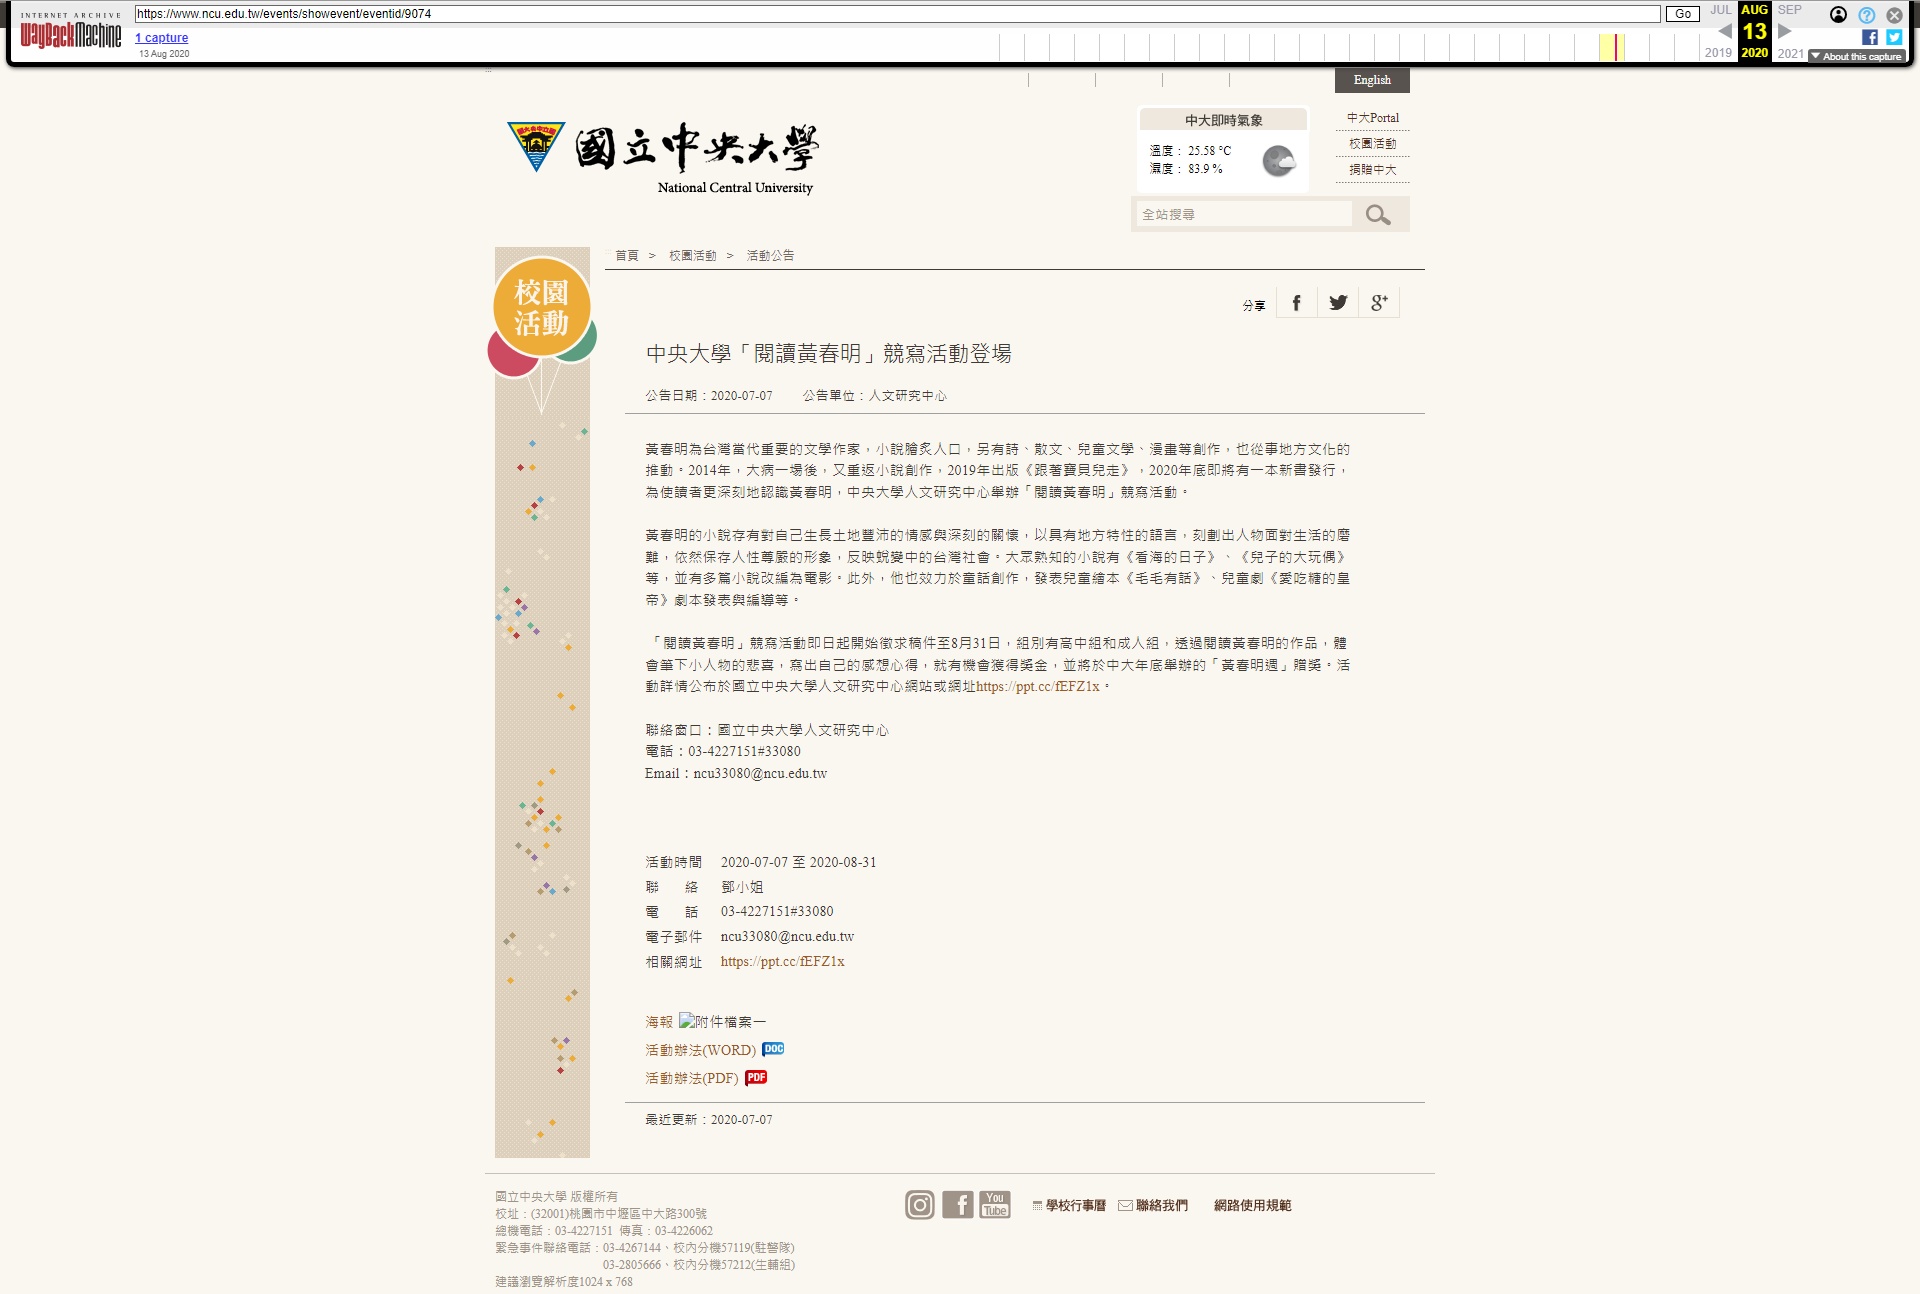 INTERNET ARCHIVE
WayBackMachine
https://www.ncu.edu.tw/events/showevent/eventid/9074
Go
1 capture
13 Aug 2020
JUL AUG SEP
13
2019 2020 2021
About this capture
English
國立中央大學
National Central University
中大即時氣象
溫度： 25.58 °C
濕度： 83.9 %
中大Portal
校園活動
捐贈中大
全站搜尋
校園
活動
首頁 > 校園活動 > 活動公告
分享
中央大學「閱讀黃春明」競寫活動登場
公告日期：2020-07-07 公告單位：人文研究中心
黃春明為台灣當代重要的文學作家，小說膾炙人口，另有詩、散文、兒童文學、漫畫等創作，也從事地方文化的
推動。2014年，大病一場後，又重返小說創作，2019年出版《跟著寶貝兒走》，2020年底即將有一本新書發行，
為使讀者更深刻地認識黃春明，中央大學人文研究中心舉辦「閱讀黃春明」競寫活動。
黃春明的小說存有對自己生長土地豐沛的情感與深刻的關懷，以具有地方特性的語言，刻劃出人物面對生活的磨
難，依然保存人性尊嚴的形象，反映蛻變中的台灣社會。大眾熟知的小說有《看海的日子》、《兒子的大玩偶》
等，並有多篇小說改編為電影。此外，他也效力於童話創作，發表兒童繪本《毛毛有話》、兒童劇《愛吃糖的皇
帝》劇本發表與編導等。
「閱讀黃春明」競寫活動即日起開始徵求稿件至8月31日，組別有高中組和成人組，透過閱讀黃春明的作品，體
會筆下小人物的悲喜，寫出自己的感想心得，就有機會獲得獎金，並將於中大年底舉辦的「黃春明週」贈獎。活
動詳情公布於國立中央大學人文研究中心網站或網址https://ppt.cc/fEFZ1x。
聯絡窗口：國立中央大學人文研究中心
電話：03-4227151#33080
Email：ncu33080@ncu.edu.tw
活動時間 2020-07-07 至 2020-08-31
聯 絡 鄧小姐
電 話 03-4227151#33080
電子郵件 ncu33080@ncu.edu.tw
相關網址 https://ppt.cc/fEFZ1x
海報 附件檔案一
活動辦法(WORD) DOC
活動辦法(PDF) PDF
最近更新：2020-07-07
國立中央大學 版權所有
校址：(32001)桃園市中壢區中大路300號
總機電話：03-4227151 傳真：03-4226062
緊急事件聯絡電話：03-4267144、校內分機57119(駐警隊)
03-2805666、校內分機57212(生輔組)
建議瀏覽解析度1024 x 768
You
Tube
學校行事曆 聯絡我們 網路使用規範